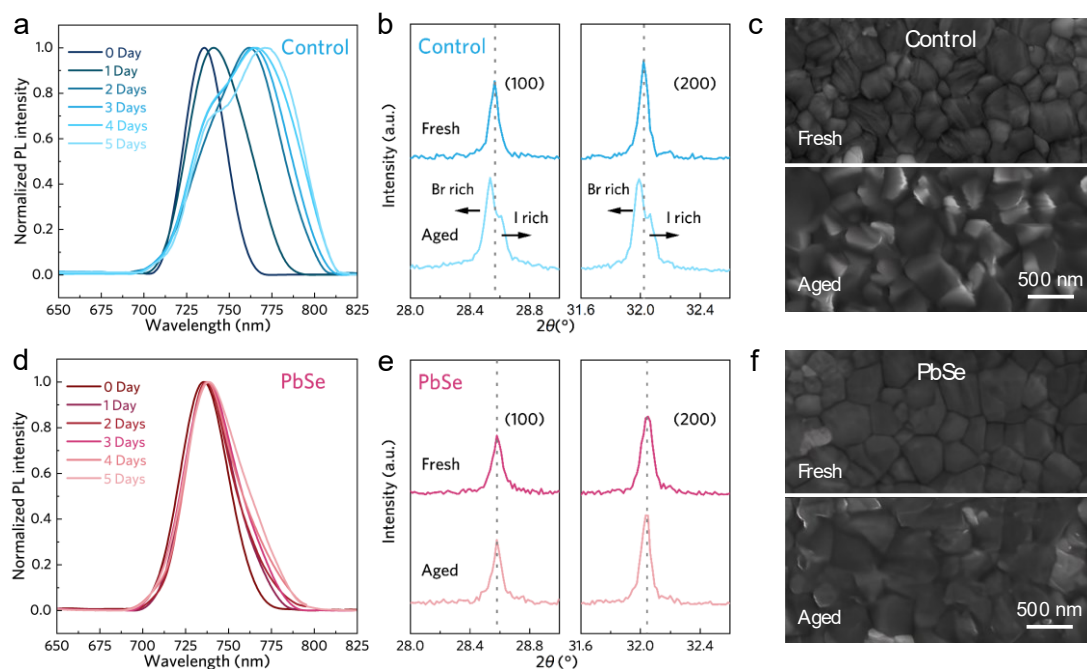 a
Control
0 Day
1 Day
2 Days
3 Days
4 Days
5 Days
Normalized PL intensity
1.0
0.8
0.6
0.4
0.2
0.0
650 675 700 725 750 775 800 825
Wavelength (nm)
b
Control
(100)
(200)
Fresh
Br rich
I rich
Aged
Br rich
I rich
Intensity (a.u.)
28.0 28.4 28.8 31.6 32.0 32.4
2θ(°)
c
Control
Fresh
Aged
500 nm
d
PbSe
0 Day
1 Day
2 Days
3 Days
4 Days
5 Days
Normalized PL intensity
1.0
0.8
0.6
0.4
0.2
0.0
650 675 700 725 750 775 800 825
Wavelength (nm)
e
PbSe
(100)
(200)
Fresh
Aged
Intensity (a.u.)
28.0 28.4 28.8 31.6 32.0 32.4
2θ(°)
f
PbSe
Fresh
Aged
500 nm